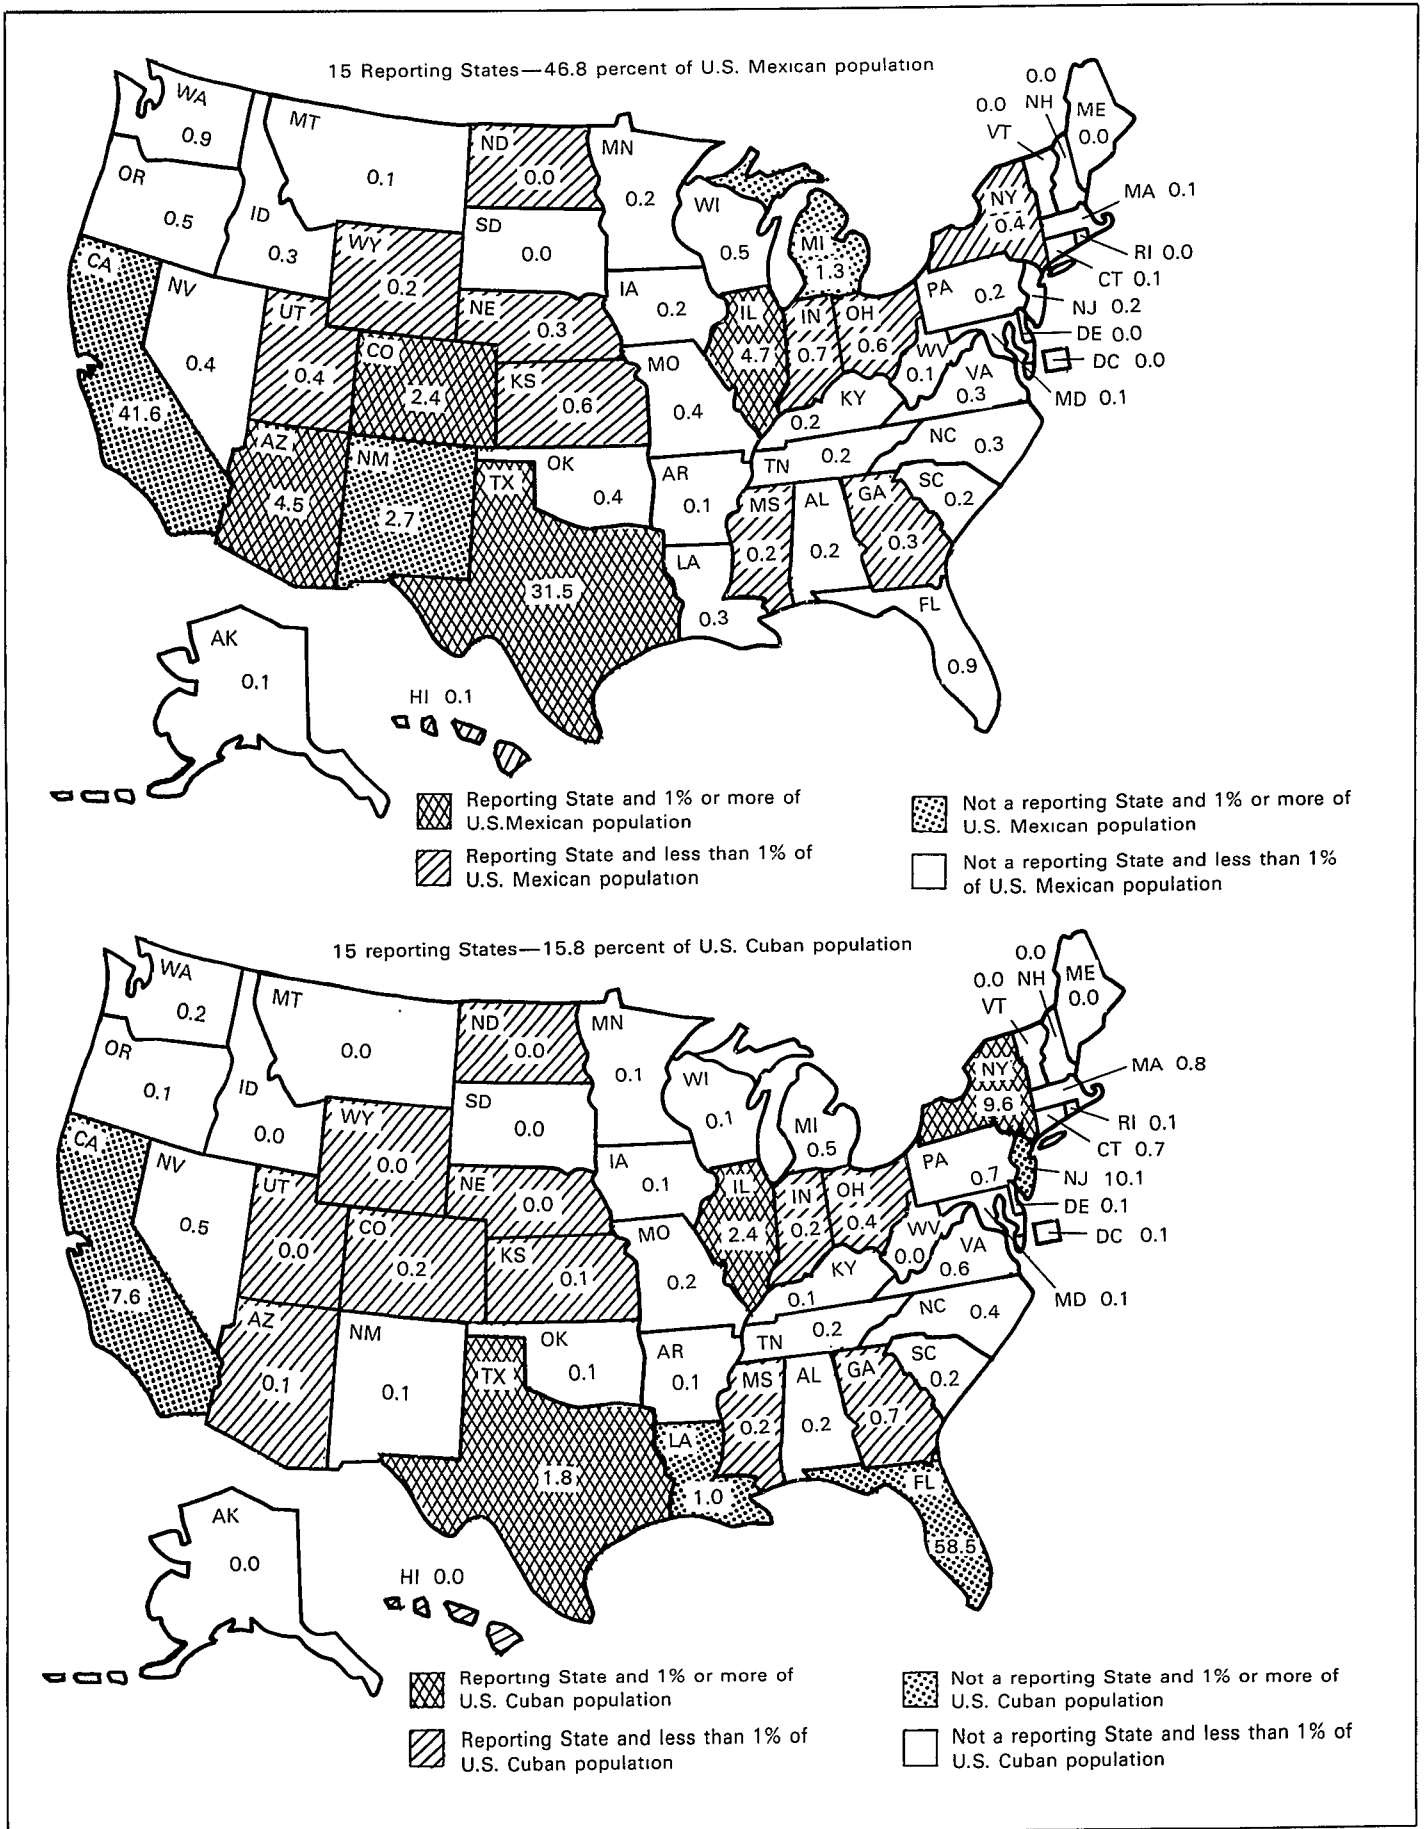 15 Reporting States—46.8 percent of U.S. Mexican population
WA
0.9
MT
0.1
ND
0.0
MN
0.2
0.0
NH
0.0
VT
ME
0.0
OR
0.5
ID
0.3
SD
0.0
WI
0.5
MI
1.3
NY
0.4
MA 0.1
RI 0.0
CT 0.1
NJ 0.2
DE 0.0
DC 0.0
MD 0.1
CA
41.6
NV
0.4
WY
0.2
UT
0.4
CO
2.4
NE
0.3
KS
0.6
IA
0.2
MO
0.4
IL
4.7
IN
0.7
OH
0.6
PA
0.2
WV
0.1
VA
0.3
KY
0.2
NC
0.3
TN
0.2
SC
0.2
AZ
4.5
NM
2.7
TX
31.5
OK
0.4
AR
0.1
LA
0.3
MS
0.2
AL
0.2
GA
0.3
FL
0.9
AK
0.1
HI 0.1
Reporting State and 1% or more of
U.S.Mexican population
Reporting State and less than 1% of
U.S. Mexican population
Not a reporting State and 1% or more of
U.S. Mexican population
Not a reporting State and less than 1%
of U.S. Mexican population
15 reporting States—15.8 percent of U.S. Cuban population
WA
0.2
MT
0.0
ND
0.0
MN
0.1
0.0
NH
0.0
VT
ME
0.0
OR
0.1
ID
0.0
SD
0.0
WI
0.1
MI
0.5
NY
9.6
MA 0.8
RI 0.1
CT 0.7
NJ 10.1
DE 0.1
DC 0.1
MD 0.1
CA
7.6
NV
0.5
WY
0.0
UT
0.0
CO
0.2
NE
0.0
KS
0.1
IA
0.1
MO
0.2
IL
2.4
IN
0.2
OH
0.4
PA
0.7
WV
0.0
VA
0.6
KY
0.1
NC
0.4
TN
0.2
SC
0.2
AZ
0.1
NM
0.1
TX
1.8
OK
0.1
AR
0.1
LA
1.0
MS
0.2
AL
0.2
GA
0.7
FL
58.5
AK
0.0
HI 0.0
Reporting State and 1% or more of
U.S. Cuban population
Reporting State and less than 1% of
U.S. Cuban population
Not a reporting State and 1% or more of
U.S. Cuban population
Not a reporting State and less than 1% of
U.S. Cuban population